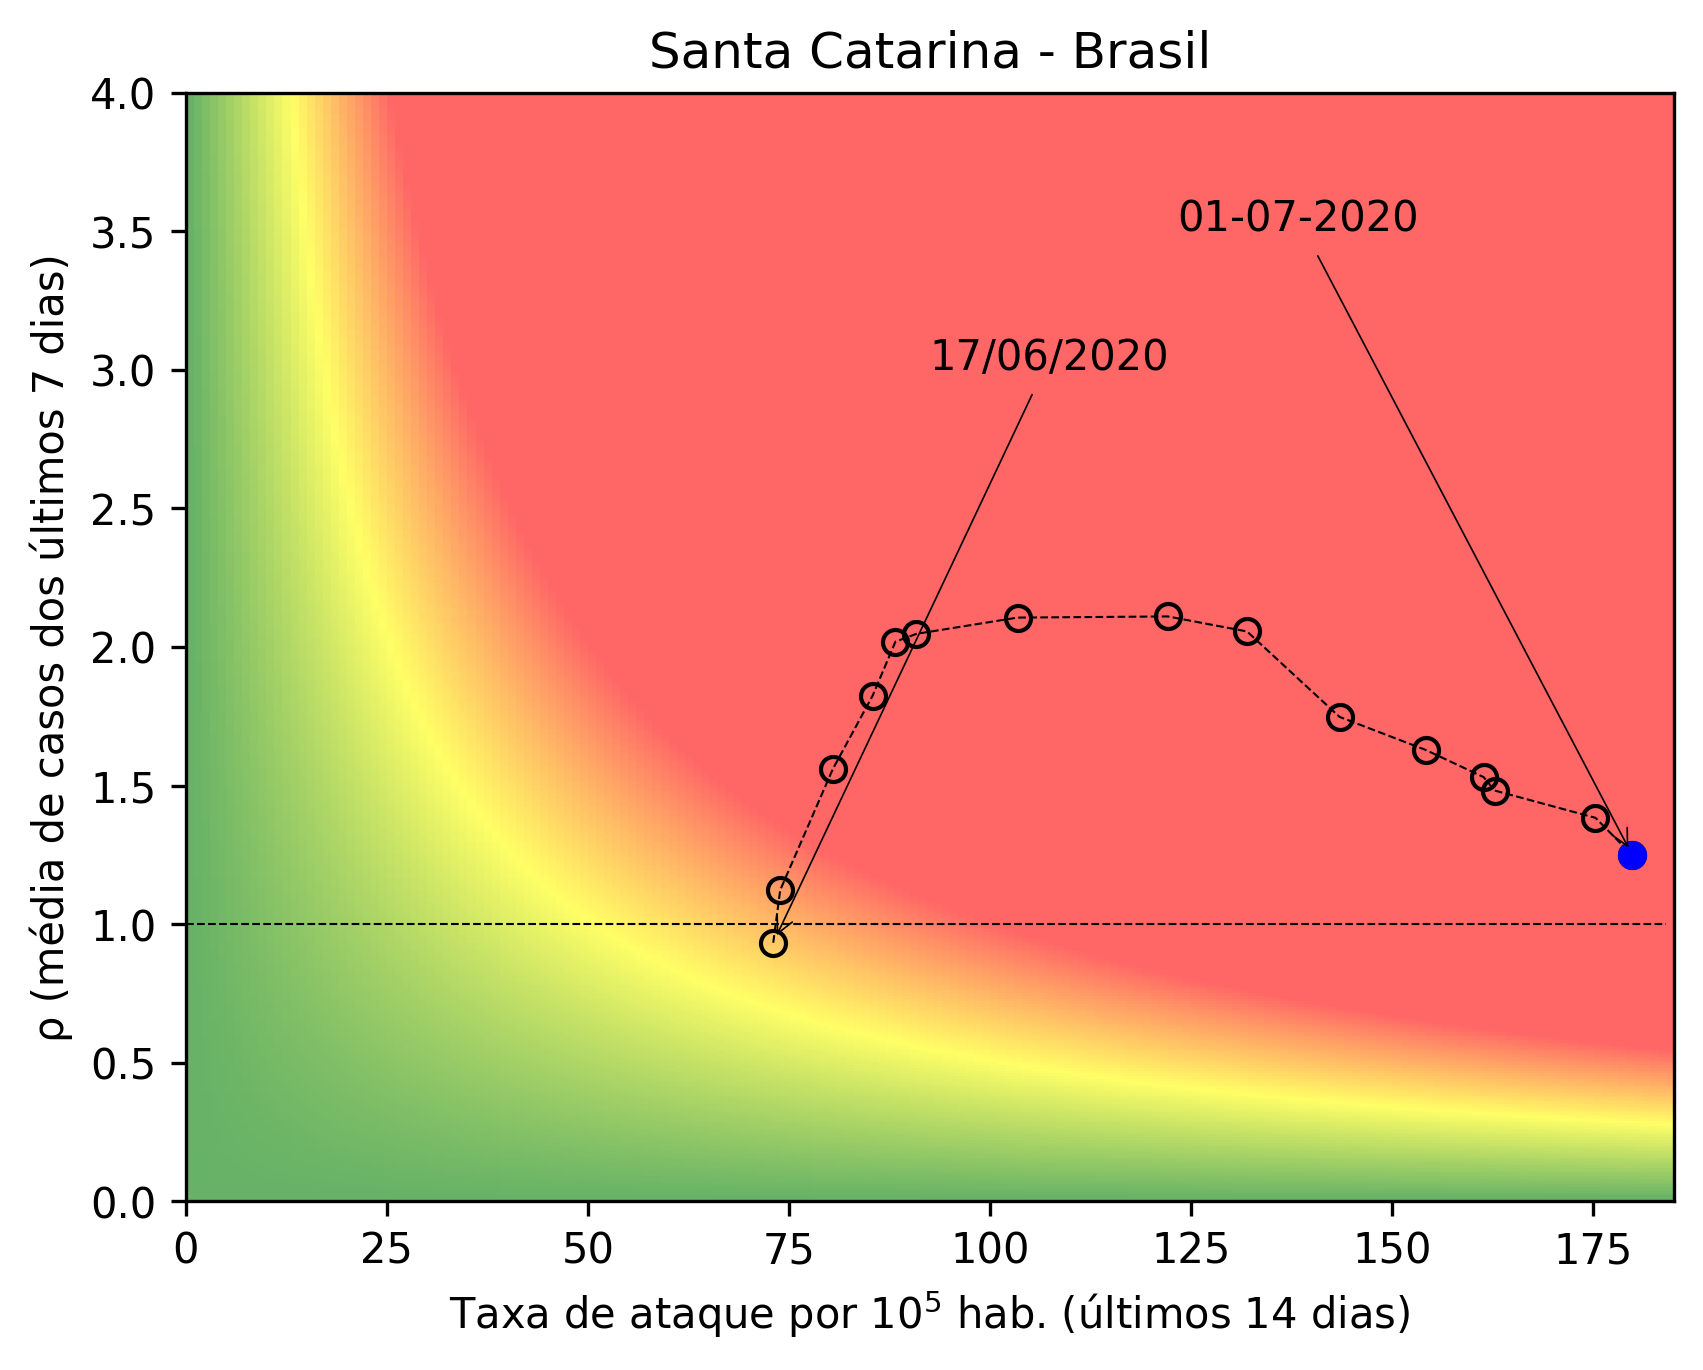 Santa Catarina - Brasil
4.0
3.5
3.0
2.5
2.0
1.5
1.0
0.5
0.0
ρ (média de casos dos últimos 7 dias)
01-07-2020
17/06/2020
0 25 50 75 100 125 150 175
Taxa de ataque por 10⁵ hab. (últimos 14 dias)